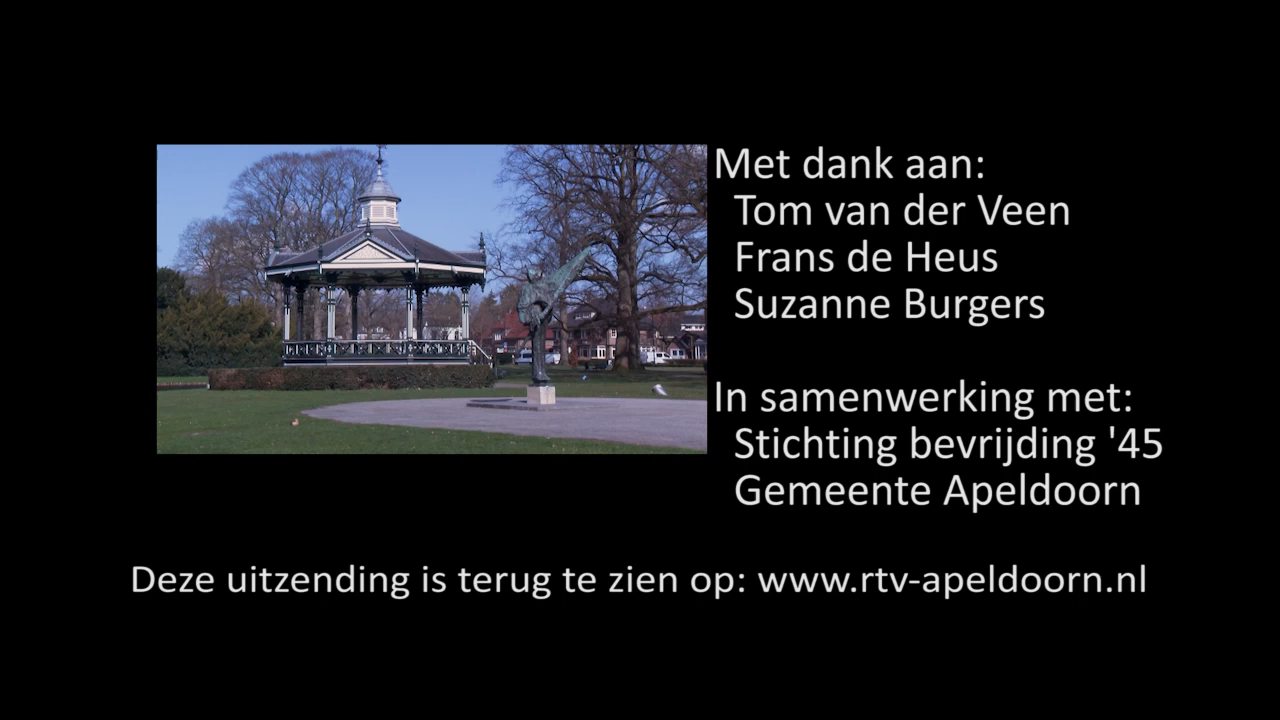 Met dank aan:
Tom van der Veen
Frans de Heus
Suzanne Burgers
In samenwerking met:
Stichting bevrijding '45
Gemeente Apeldoorn
Deze uitzending is terug te zien op: www.rtv-apeldoorn.nl